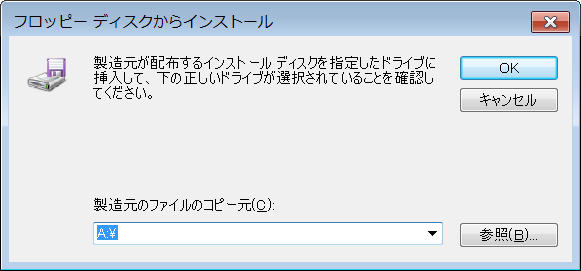 フロッピー ディスクからインストール
製造元が配布するインストール ディスクを指定したドライブに
挿入して、下の正しいドライブが選択されていることを確認し
てください。
OK
キャンセル
製造元のファイルのコピー元(C):
A:¥
参照(B)...